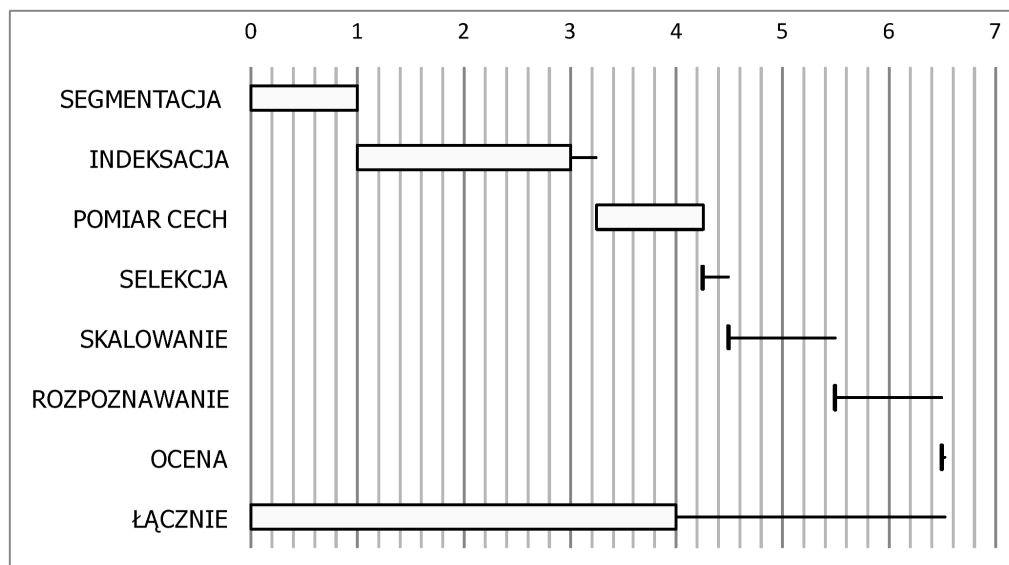 0 1 2 3 4 5 6 7
SEGMENTACJA
INDEKSACJA
POMIAR CECH
SELEKCJA
SKALOWANIE
ROZPOZNAWANIE
OCENA
ŁĄCZNIE